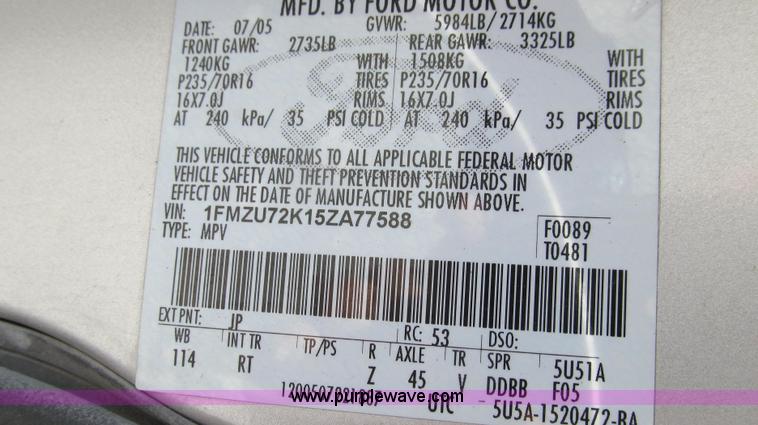 MFD. BY FORD MOTOR CO.
DATE: 07/05 GVWR: 5984LB/2714KG
FRONT GAWR: 2735LB REAR GAWR: 3325LB
1240KG WITH 1508KG WITH
P235/70R16 TIRES P235/70R16 TIRES
16X7.0J RIMS 16X7.0J RIMS
AT 240 kPa/ 35 PSI COLD AT 240 kPa/ 35 PSI COLD
Ford
THIS VEHICLE CONFORMS TO ALL APPLICABLE FEDERAL MOTOR
VEHICLE SAFETY AND THEFT PREVENTION STANDARDS IN
EFFECT ON THE DATE OF MANUFACTURE SHOWN ABOVE.
VIN: 1FMZU72K15ZA77588 F0089
TYPE: MPV T0481
EXT PNT: JP RC: 53 DSO:
WB INT TR TP/PS R AXLE TR SPR 5U51A
114 RT Z 45 V DDBB F05
UTC 5U5A-1520472-BA
www.purplewave.com